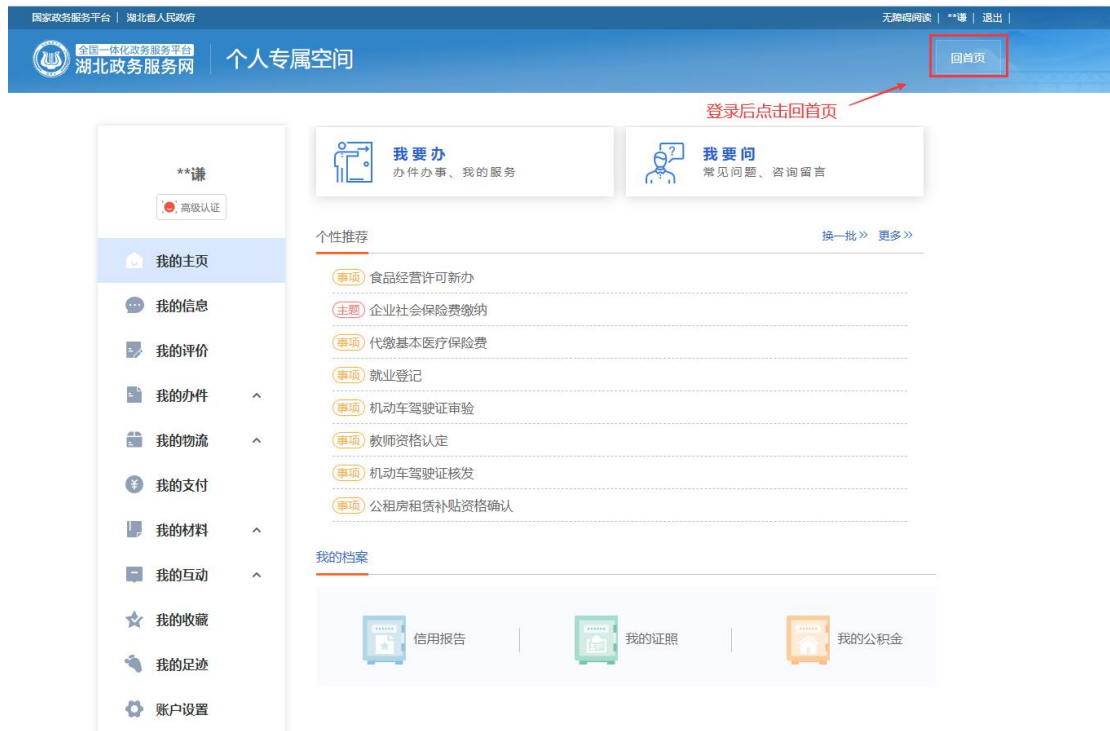 国家政务服务平台 | 湖北省人民政府
无障碍阅读 | **谦 | 退出 |
全国一体化政务服务平台
湖北政务服务网
个人专属空间
回首页
登录后点击回首页
**谦
高级认证
我的主页
我的信息
我的评价
我的办件
我的物流
我的支付
我的材料
我的互动
我的收藏
我的足迹
账户设置
我要办
办件办事、我的服务
我要问
常见问题、咨询留言
个性推荐
换一批» 更多»
事项 食品经营许可新办
主题 企业社会保险费缴纳
事项 代缴基本医疗保险费
事项 就业登记
事项 机动车驾驶证审验
事项 教师资格认定
事项 机动车驾驶证核发
事项 公租房租赁补贴资格确认
我的档案
信用报告
我的证照
我的公积金